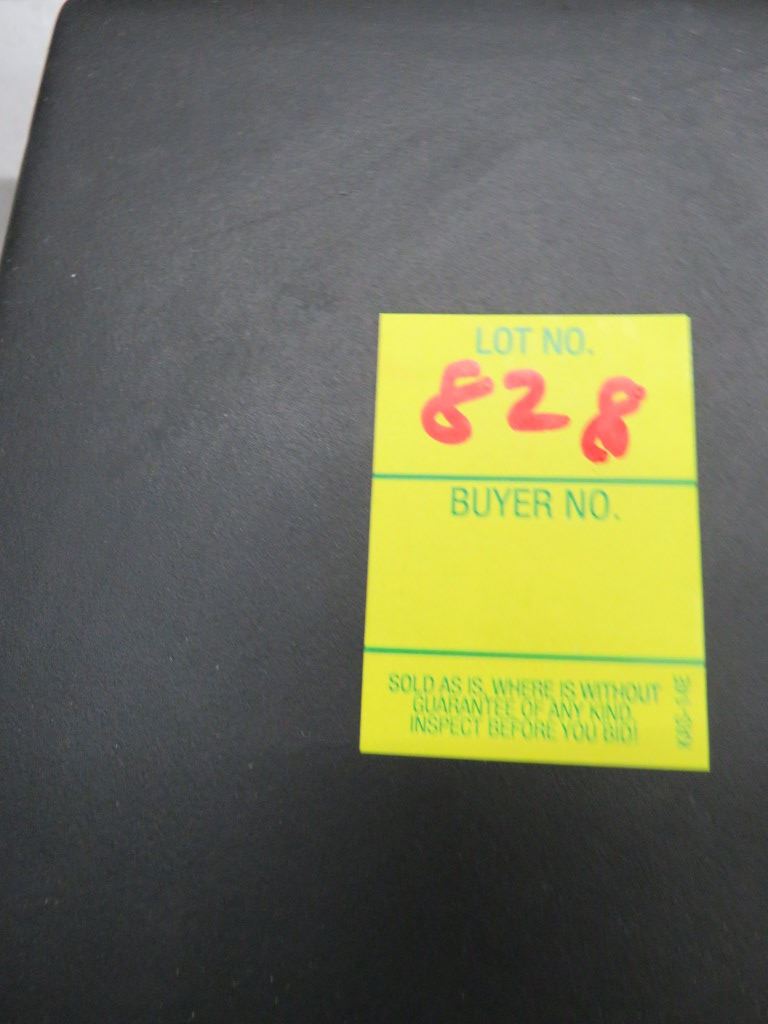 LOT NO.
828
BUYER NO.
SOLD AS IS, WHERE IS WITHOUT
GUARANTEE OF ANY KIND.
INSPECT BEFORE YOU BID!